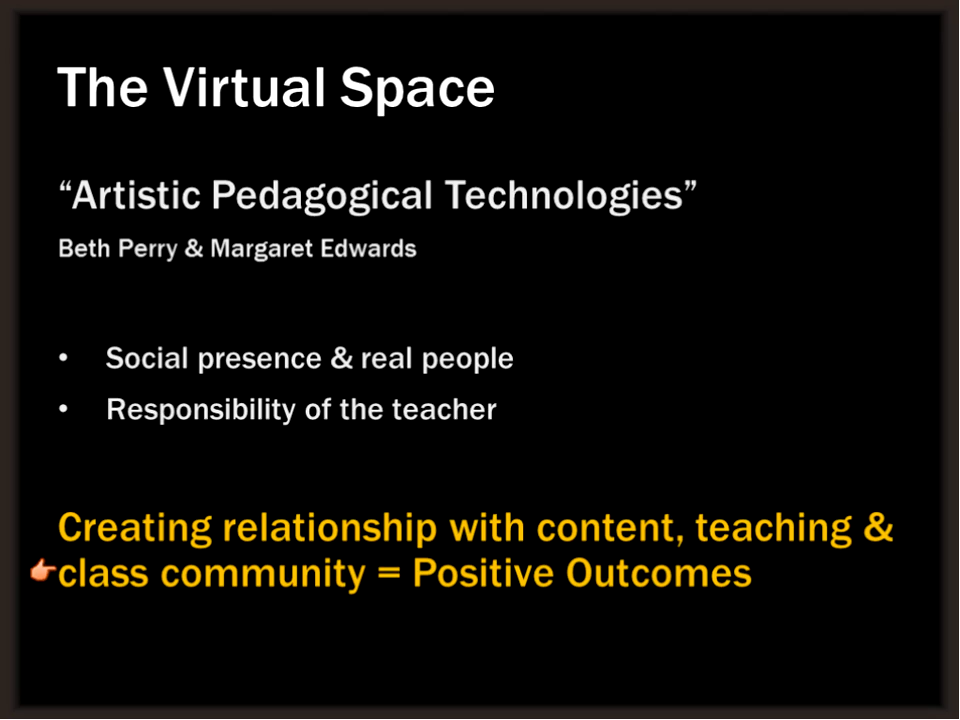 The Virtual Space
“Artistic Pedagogical Technologies”
Beth Perry & Margaret Edwards
• Social presence & real people
• Responsibility of the teacher
Creating relationship with content, teaching &
class community = Positive Outcomes